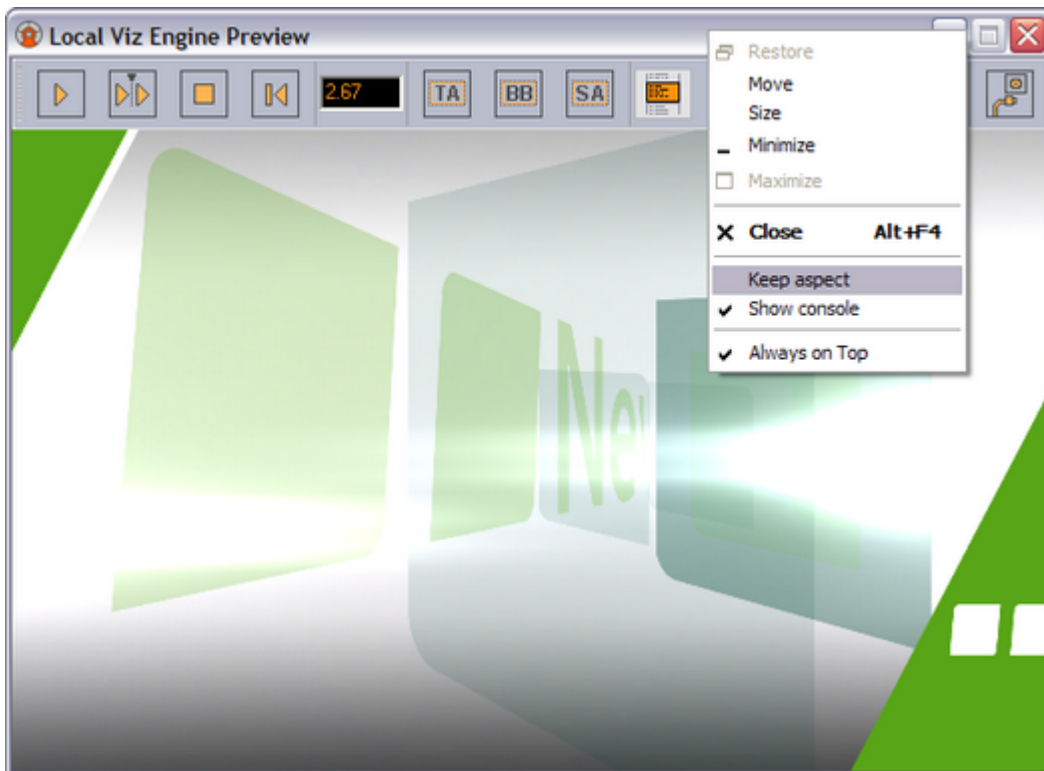 Local Viz Engine Preview
2.67 TA BB SA
Restore
Move
Size
Minimize
Maximize
Close Alt+F4
Keep aspect
Show console
Always on Top
Ne